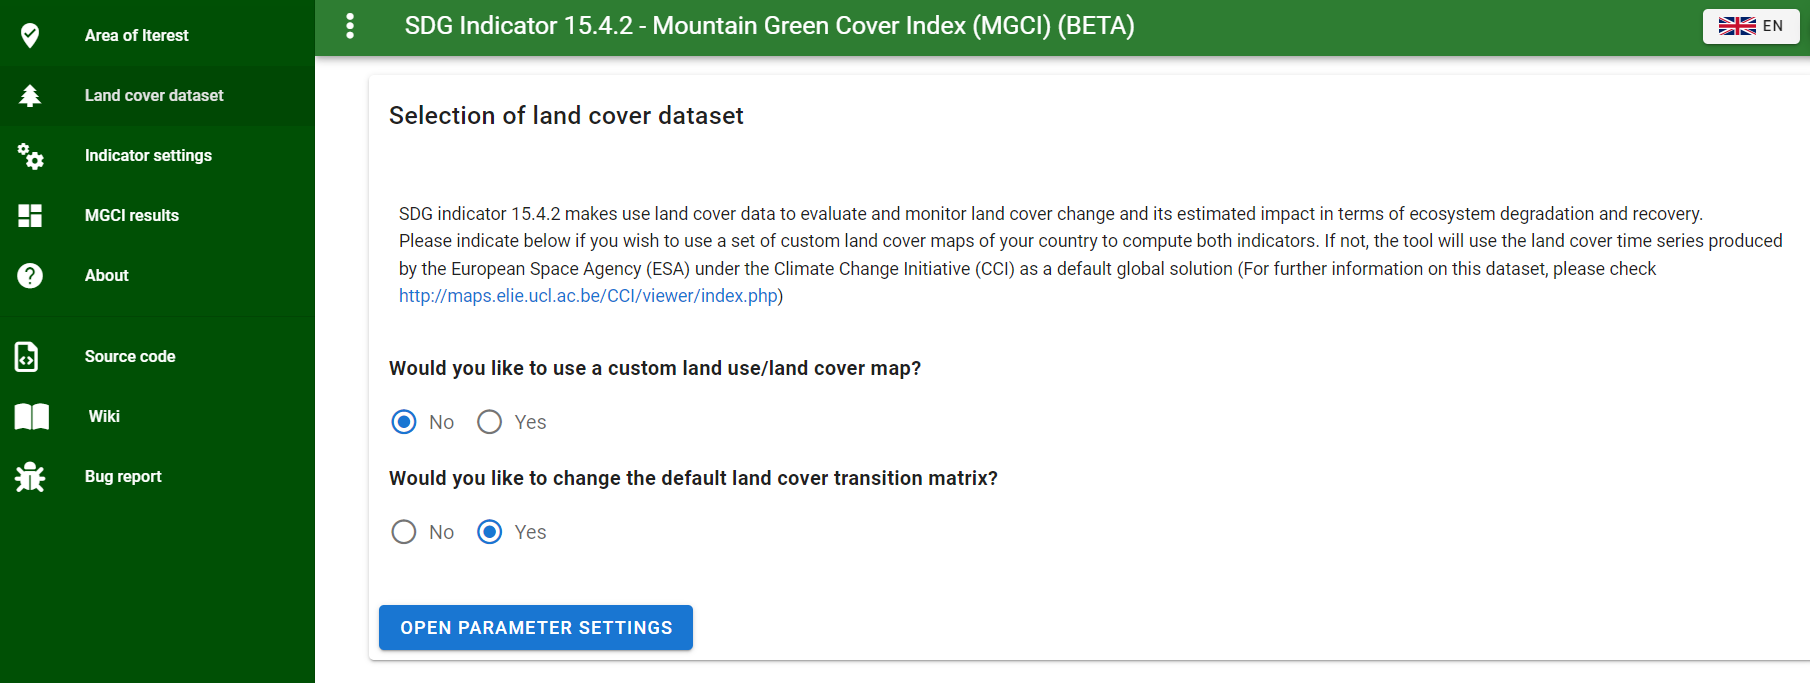 Area of Iterest
Land cover dataset
Indicator settings
MGCI results
About
Source code
Wiki
Bug report
SDG Indicator 15.4.2 - Mountain Green Cover Index (MGCI) (BETA)
EN
Selection of land cover dataset
SDG indicator 15.4.2 makes use land cover data to evaluate and monitor land cover change and its estimated impact in terms of ecosystem degradation and recovery.
Please indicate below if you wish to use a set of custom land cover maps of your country to compute both indicators. If not, the tool will use the land cover time series produced
by the European Space Agency (ESA) under the Climate Change Initiative (CCI) as a default global solution (For further information on this dataset, please check
http://maps.elie.ucl.ac.be/CCI/viewer/index.php)
Would you like to use a custom land use/land cover map?
No Yes
Would you like to change the default land cover transition matrix?
No Yes
OPEN PARAMETER SETTINGS